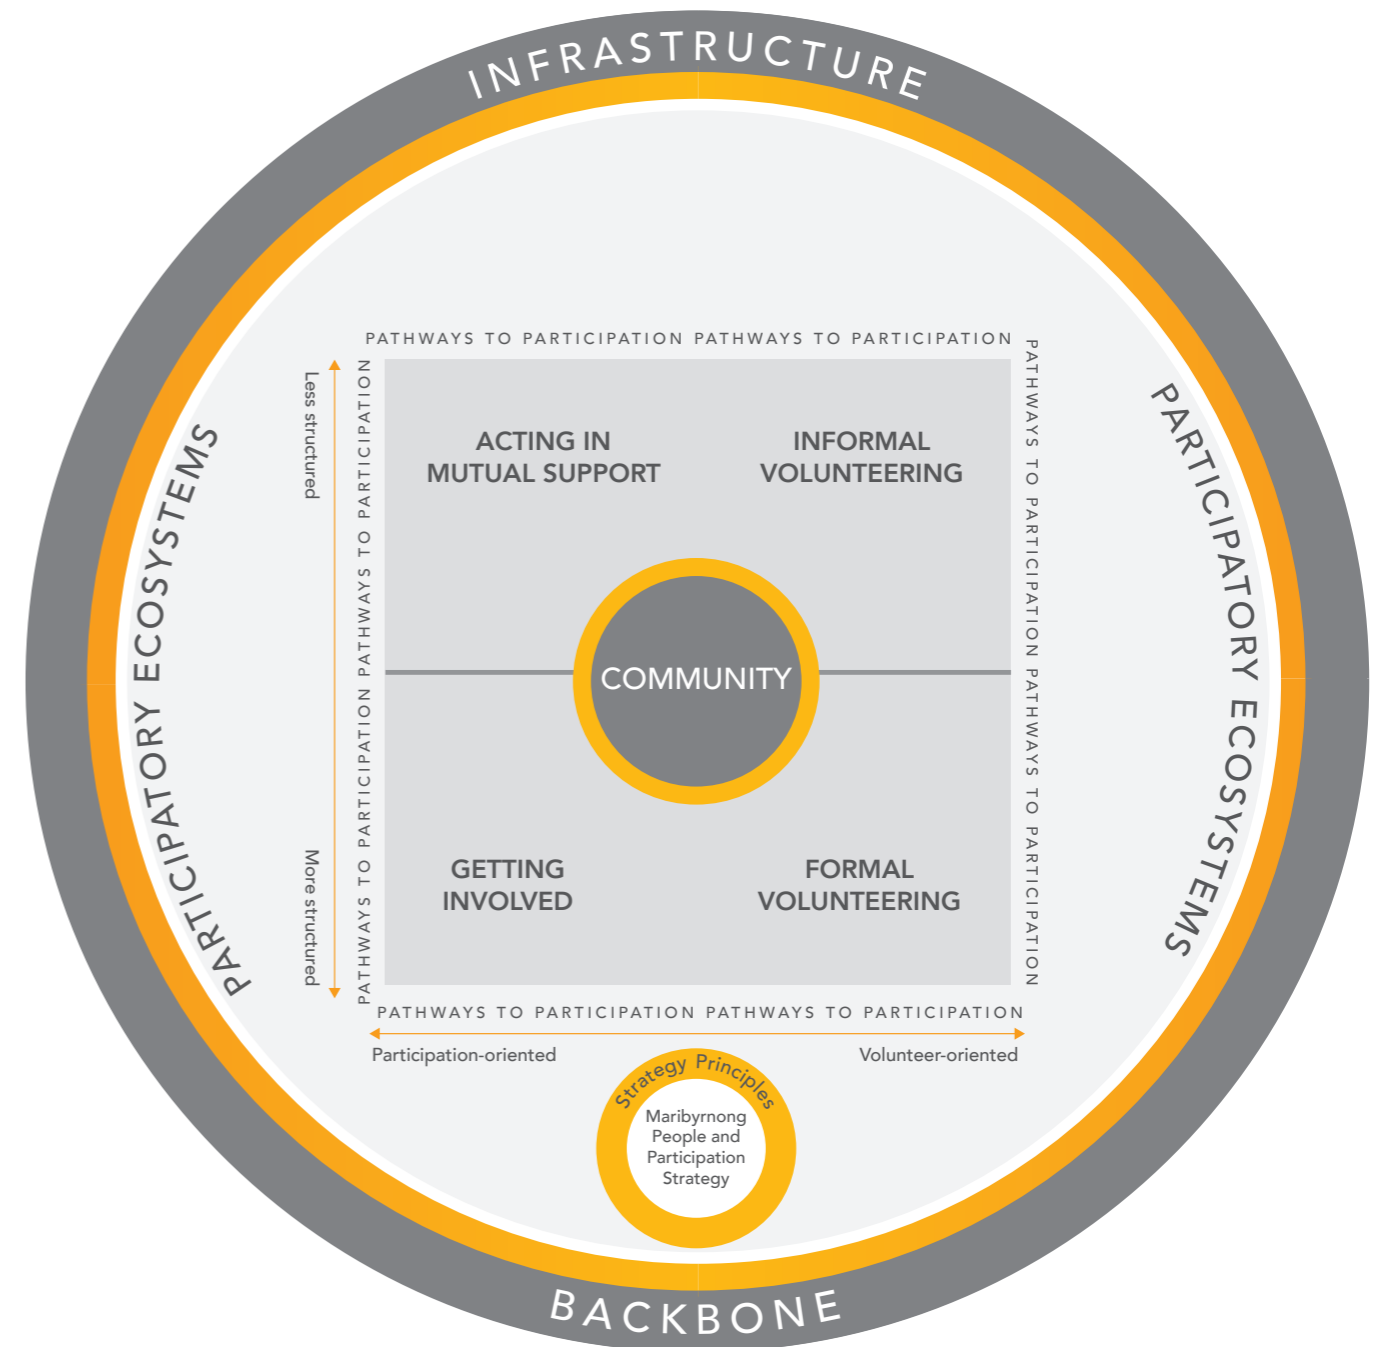 INFRASTRUCTURE
PATHWAYS TO PARTICIPATION PATHWAYS TO PARTICIPATION
PARTICIPATORY ECOSYSTEMS
Less structured
More structured
PATHWAYS TO PARTICIPATION PATHWAYS TO PARTICIPATION
ACTING IN
MUTUAL SUPPORT
INFORMAL
VOLUNTEERING
COMMUNITY
GETTING
INVOLVED
FORMAL
VOLUNTEERING
PATHWAYS TO PARTICIPATION PATHWAYS TO PARTICIPATION
PARTICIPATORY ECOSYSTEMS
PATHWAYS TO PARTICIPATION PATHWAYS TO PARTICIPATION
Participation-oriented
Volunteer-oriented
Strategy Principles
Maribyrnong
People and
Participation
Strategy
BACKBONE